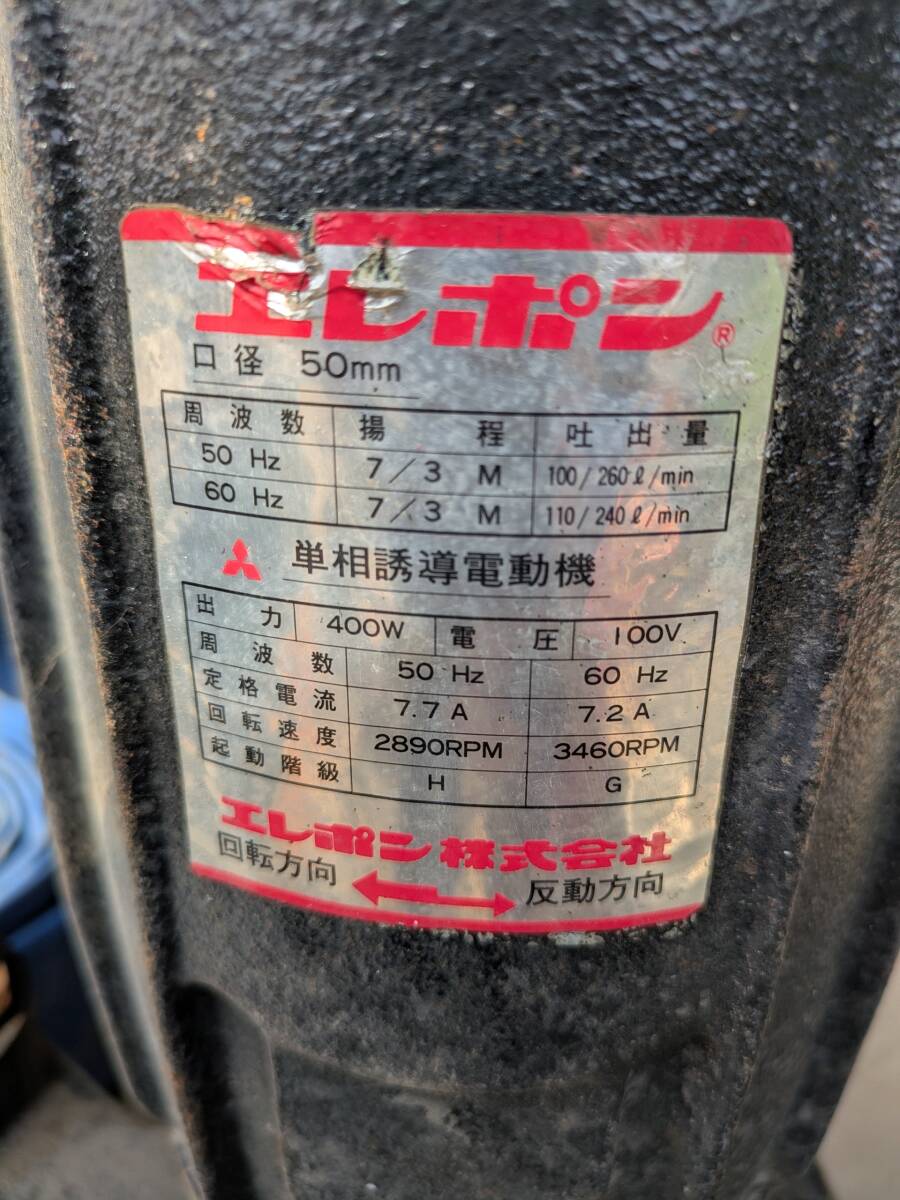 エレポン®
口径 50mm
周波数 揚程 吐出量
50 Hz 7/3 M 100/260ℓ/min
60 Hz 7/3 M 110/240ℓ/min
単相誘導電動機
出力 400W 電圧 100V
周波数 50 Hz 60 Hz
定格電流 7.7A 7.2A
回転速度 2890RPM 3460RPM
起動階級 H G
エレポン株式会社
回転方向 反動方向